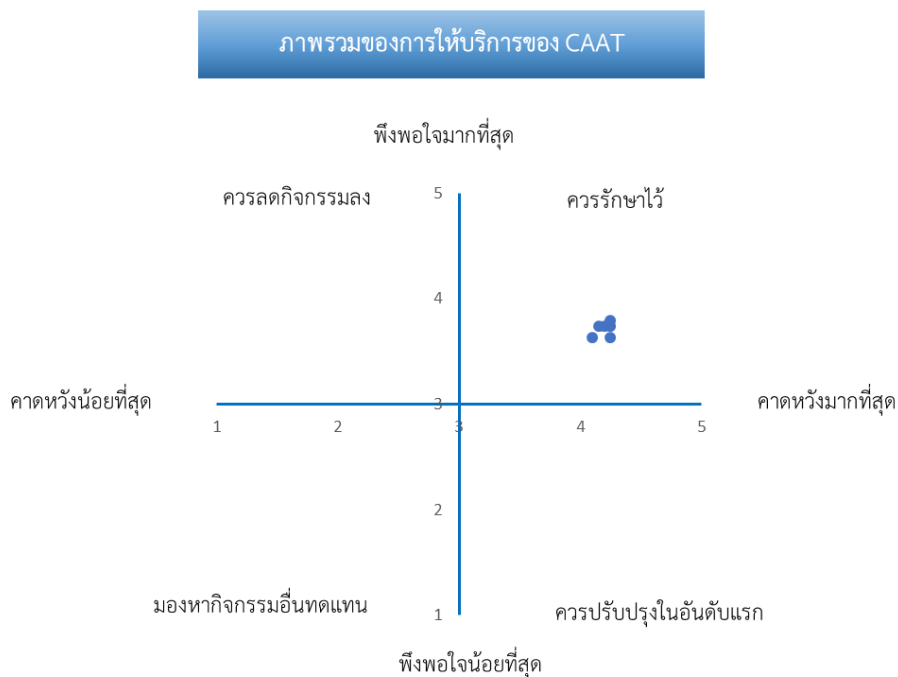 ภาพรวมของการให้บริการของ CAAT
พึงพอใจมากที่สุด
ควรลดกิจกรรมลง
5
ควรรักษาไว้
4
คาดหวังน้อยที่สุด
3
คาดหวังมากที่สุด
1 2 3 4 5
2
มองหากิจกรรมอื่นทดแทน
1
ควรปรับปรุงในอันดับแรก
พึงพอใจน้อยที่สุด